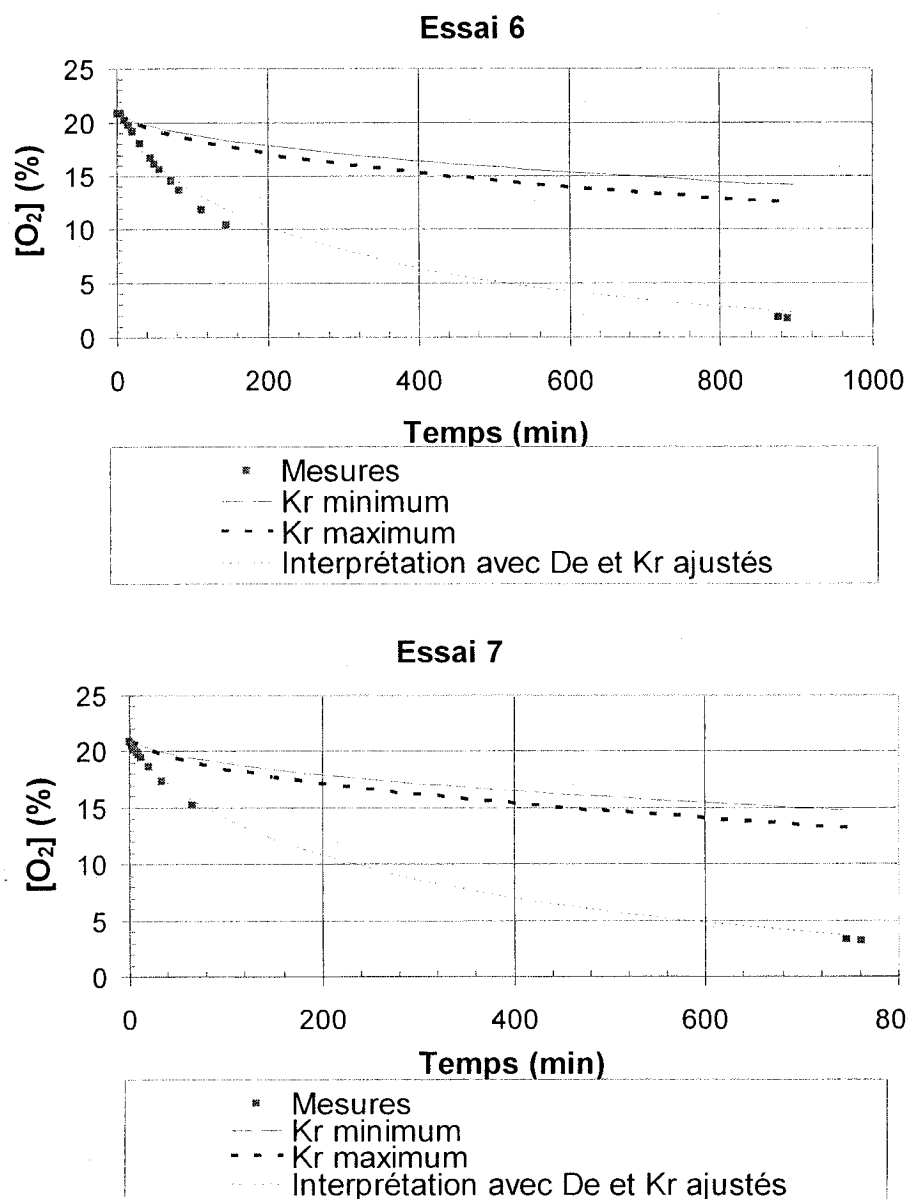 Essai 6
25
20
15
10
5
0
[O₂] (%)
0 200 400 600 800 1000
Temps (min)
Mesures
Kr minimum
Kr maximum
Interprétation avec De et Kr ajustés
Essai 7
25
20
15
10
5
0
[O₂] (%)
0 200 400 600 80
Temps (min)
Mesures
Kr minimum
Kr maximum
Interprétation avec De et Kr ajustés